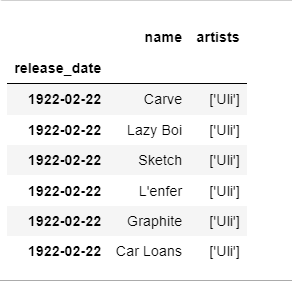 name artists
release_date
1922-02-22 Carve ['Uli']
1922-02-22 Lazy Boi ['Uli']
1922-02-22 Sketch ['Uli']
1922-02-22 L'enfer ['Uli']
1922-02-22 Graphite ['Uli']
1922-02-22 Car Loans ['Uli']